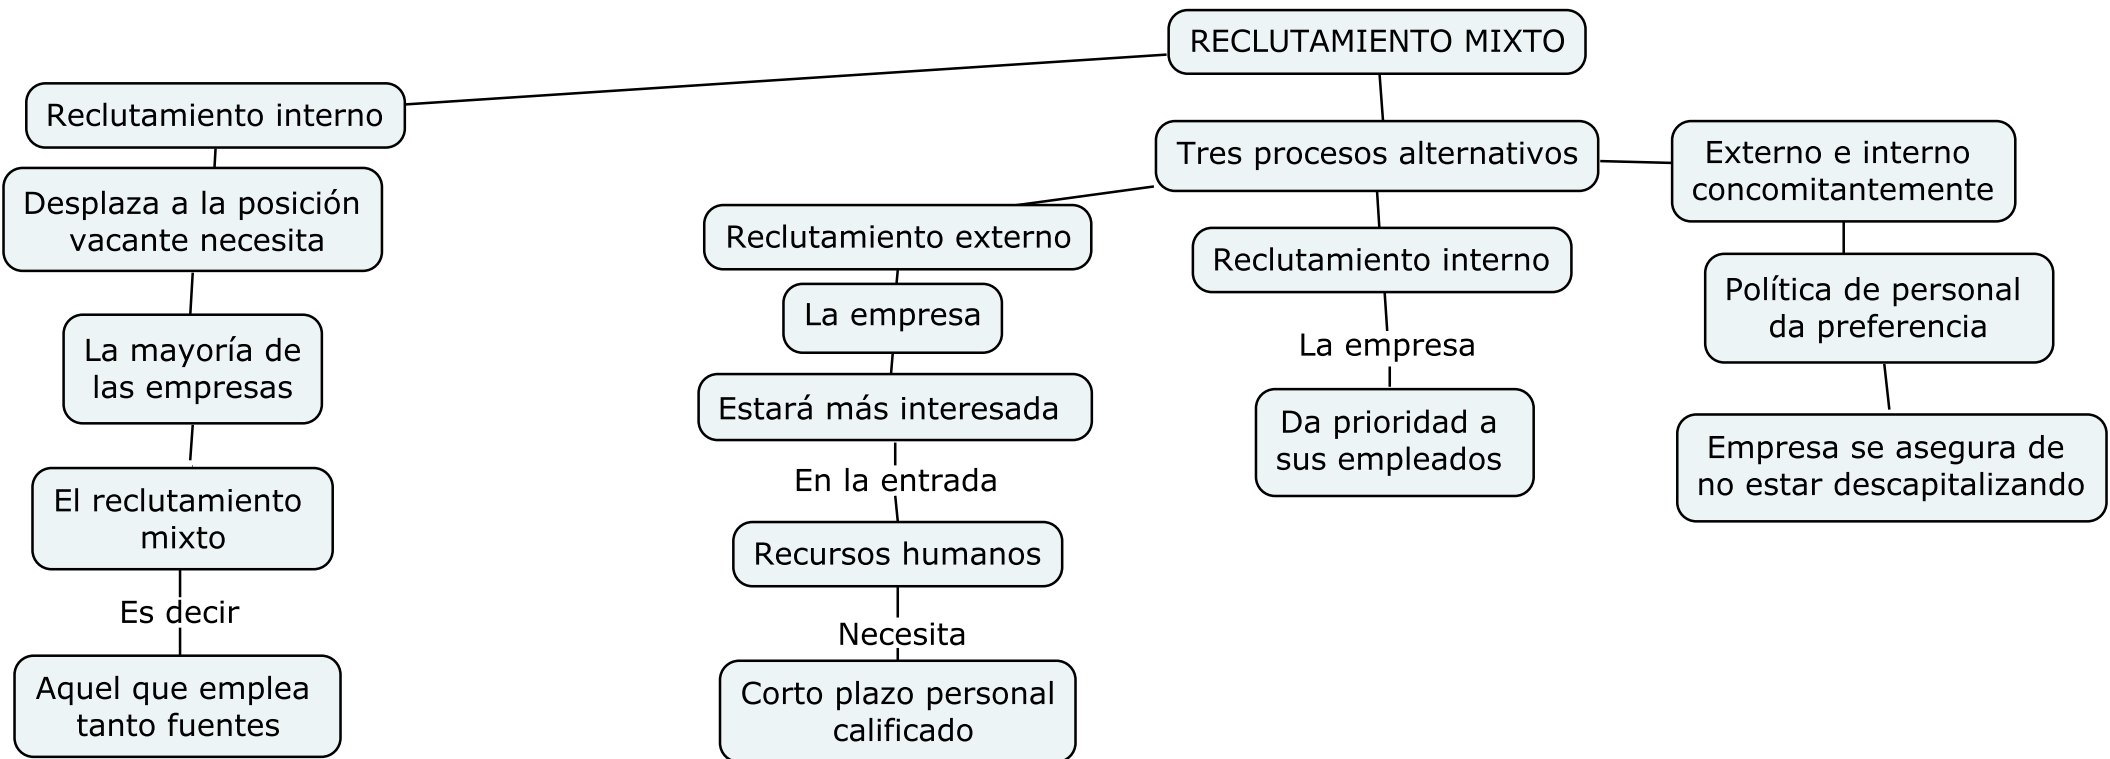 RECLUTAMIENTO MIXTO
Reclutamiento interno
Desplaza a la posición
vacante necesita
La mayoría de
las empresas
El reclutamiento
mixto
Es decir
Aquel que emplea
tanto fuentes
Tres procesos alternativos
Reclutamiento externo
La empresa
Estará más interesada
En la entrada
Recursos humanos
Necesita
Corto plazo personal
calificado
Reclutamiento interno
La empresa
Da prioridad a
sus empleados
Externo e interno
concomitantemente
Política de personal
da preferencia
Empresa se asegura de
no estar descapitalizando